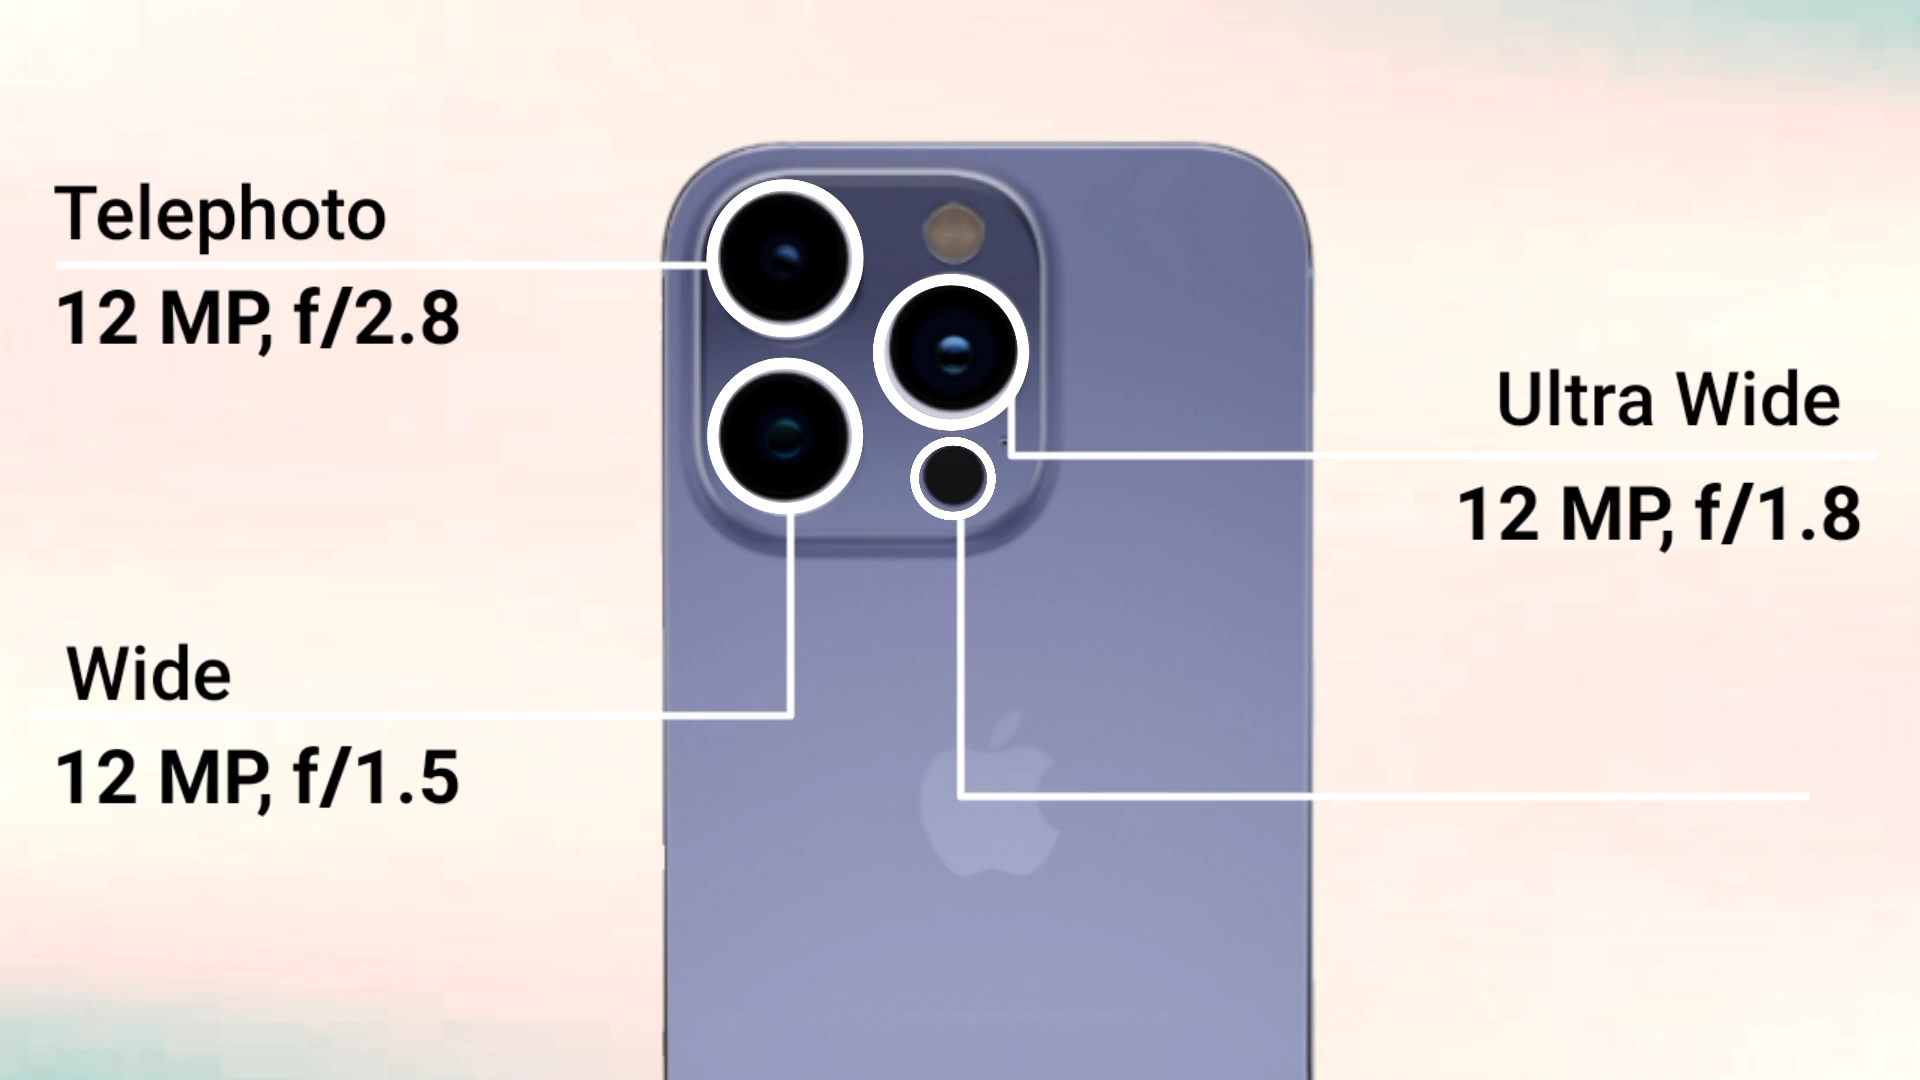 Telephoto
12 MP, f/2.8
Ultra Wide
12 MP, f/1.8
Wide
12 MP, f/1.5